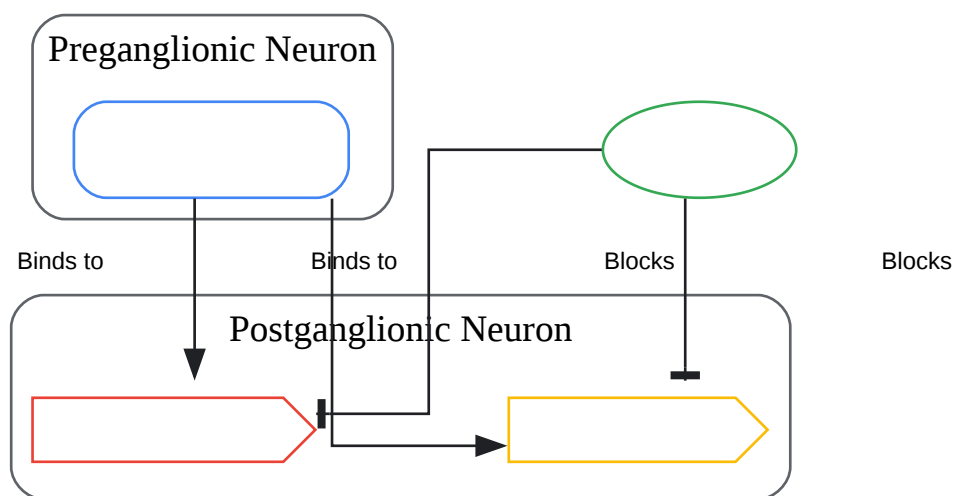 Preganglionic Neuron
Binds to
Binds to
Blocks
Blocks
Postganglionic Neuron